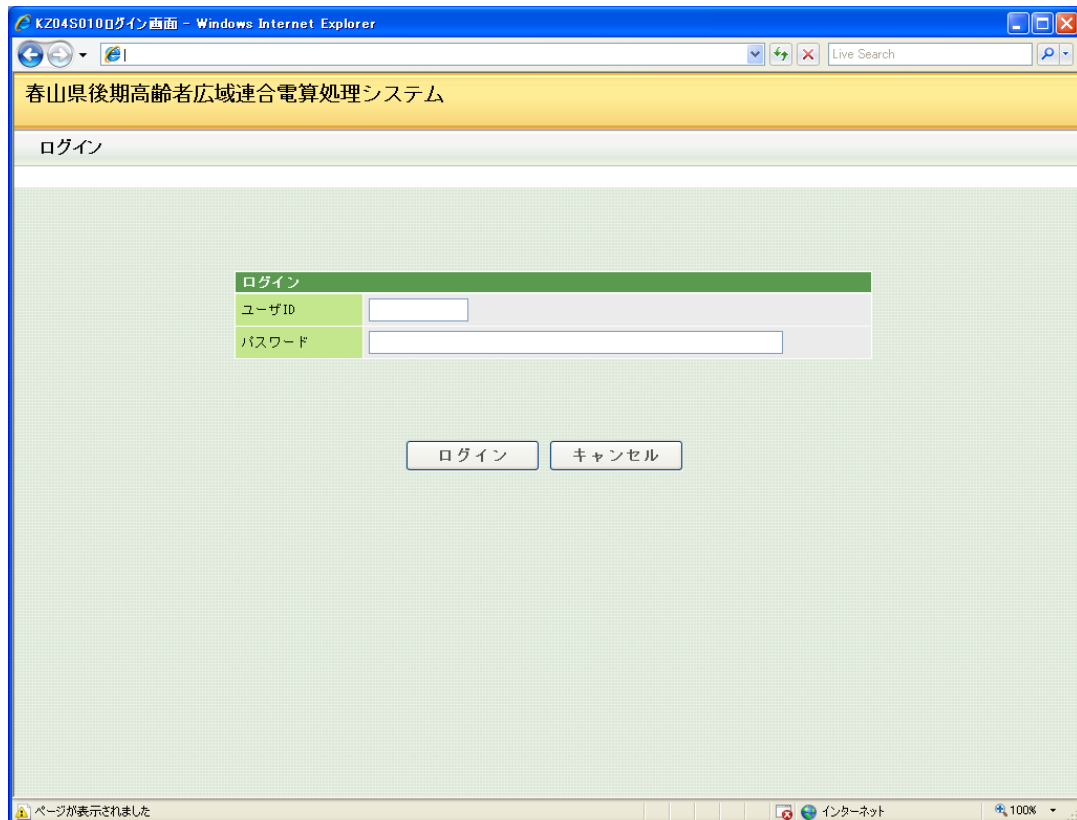 KZ04S010ログイン画面 - Windows Internet Explorer
Live Search
春山県後期高齢者広域連合電算処理システム
ログイン
ログイン
ユーザID
パスワード
ログイン キャンセル
ページが表示されました インターネット 100%